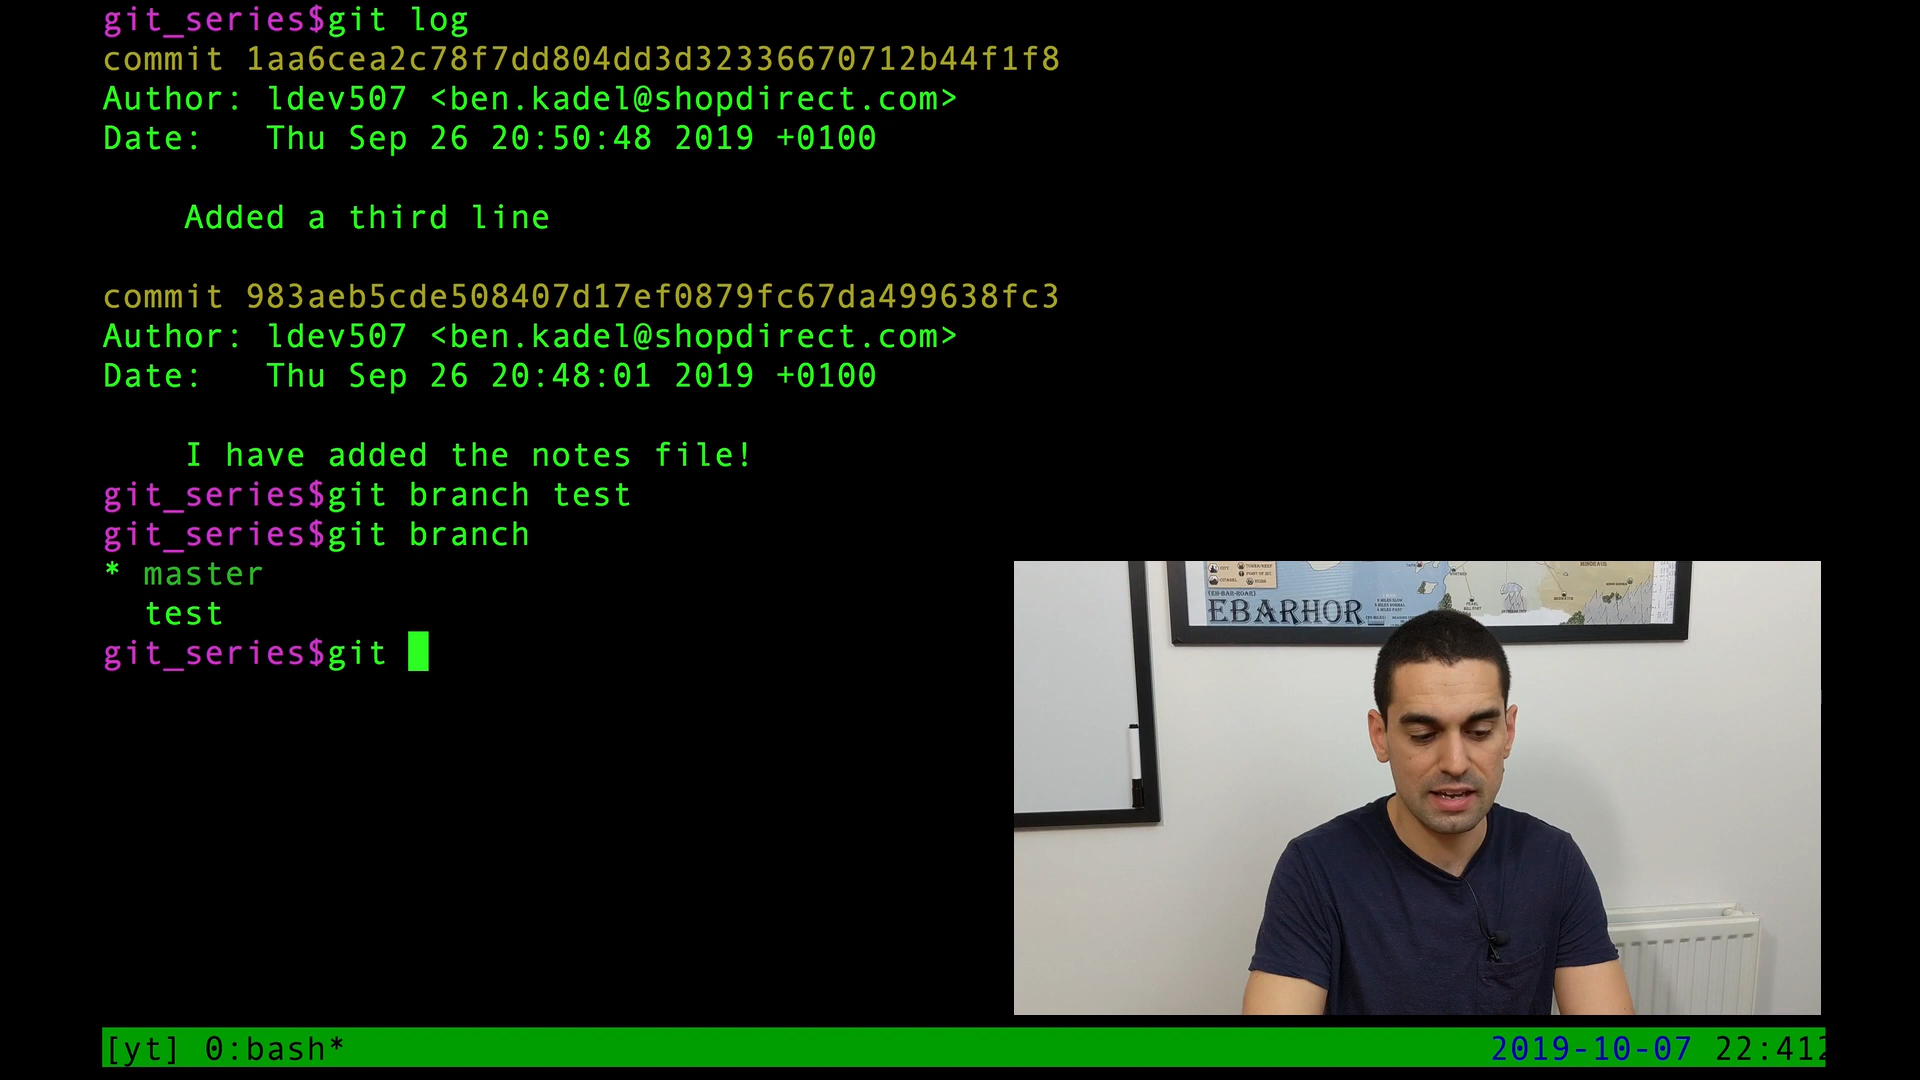 git_series$git log
commit 1aa6cea2c78f7dd804dd3d32336670712b44f1f8
Author: ldev507 <ben.kadel@shopdirect.com>
Date:   Thu Sep 26 20:50:48 2019 +0100
    Added a third line
commit 983aeb5cde508407d17ef0879fc67da499638fc3
Author: ldev507 <ben.kadel@shopdirect.com>
Date:   Thu Sep 26 20:48:01 2019 +0100
    I have added the notes file!
git_series$git branch test
git_series$git branch
* master
  test
git_series$git
CITY
CITADEL
EBARHOR
[yt] 0:bash*
2019-10-07 22:412